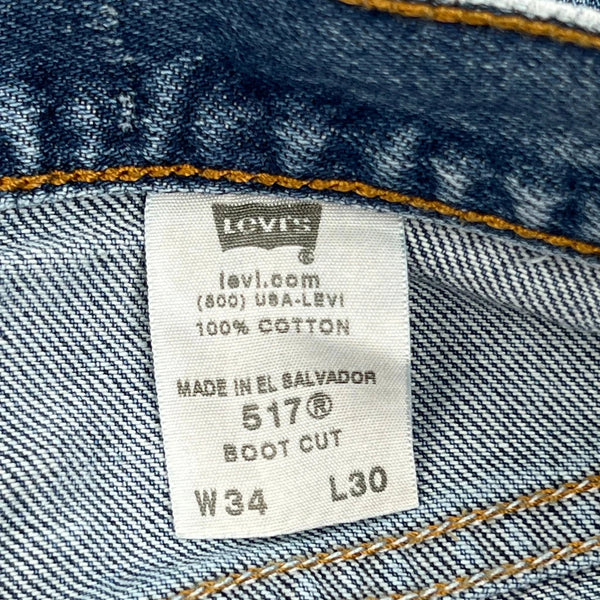 Levi's
®
levi.com
(800) USA-LEVI
100% COTTON
MADE IN EL SALVADOR
517®
BOOT CUT
W34 L30